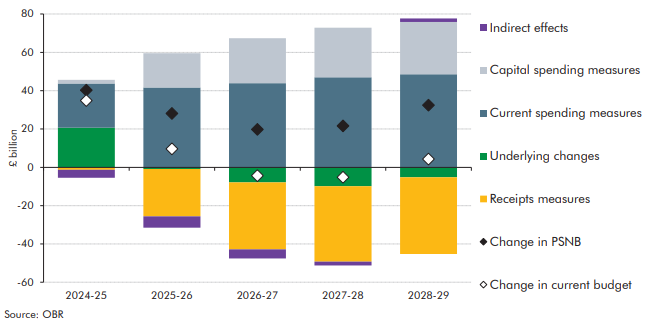 £ billion
80
60
40
20
0
-20
-40
-60
2024-25 2025-26 2026-27 2027-28 2028-29
Indirect effects
Capital spending measures
Current spending measures
Underlying changes
Receipts measures
Change in PSNB
Change in current budget
Source: OBR